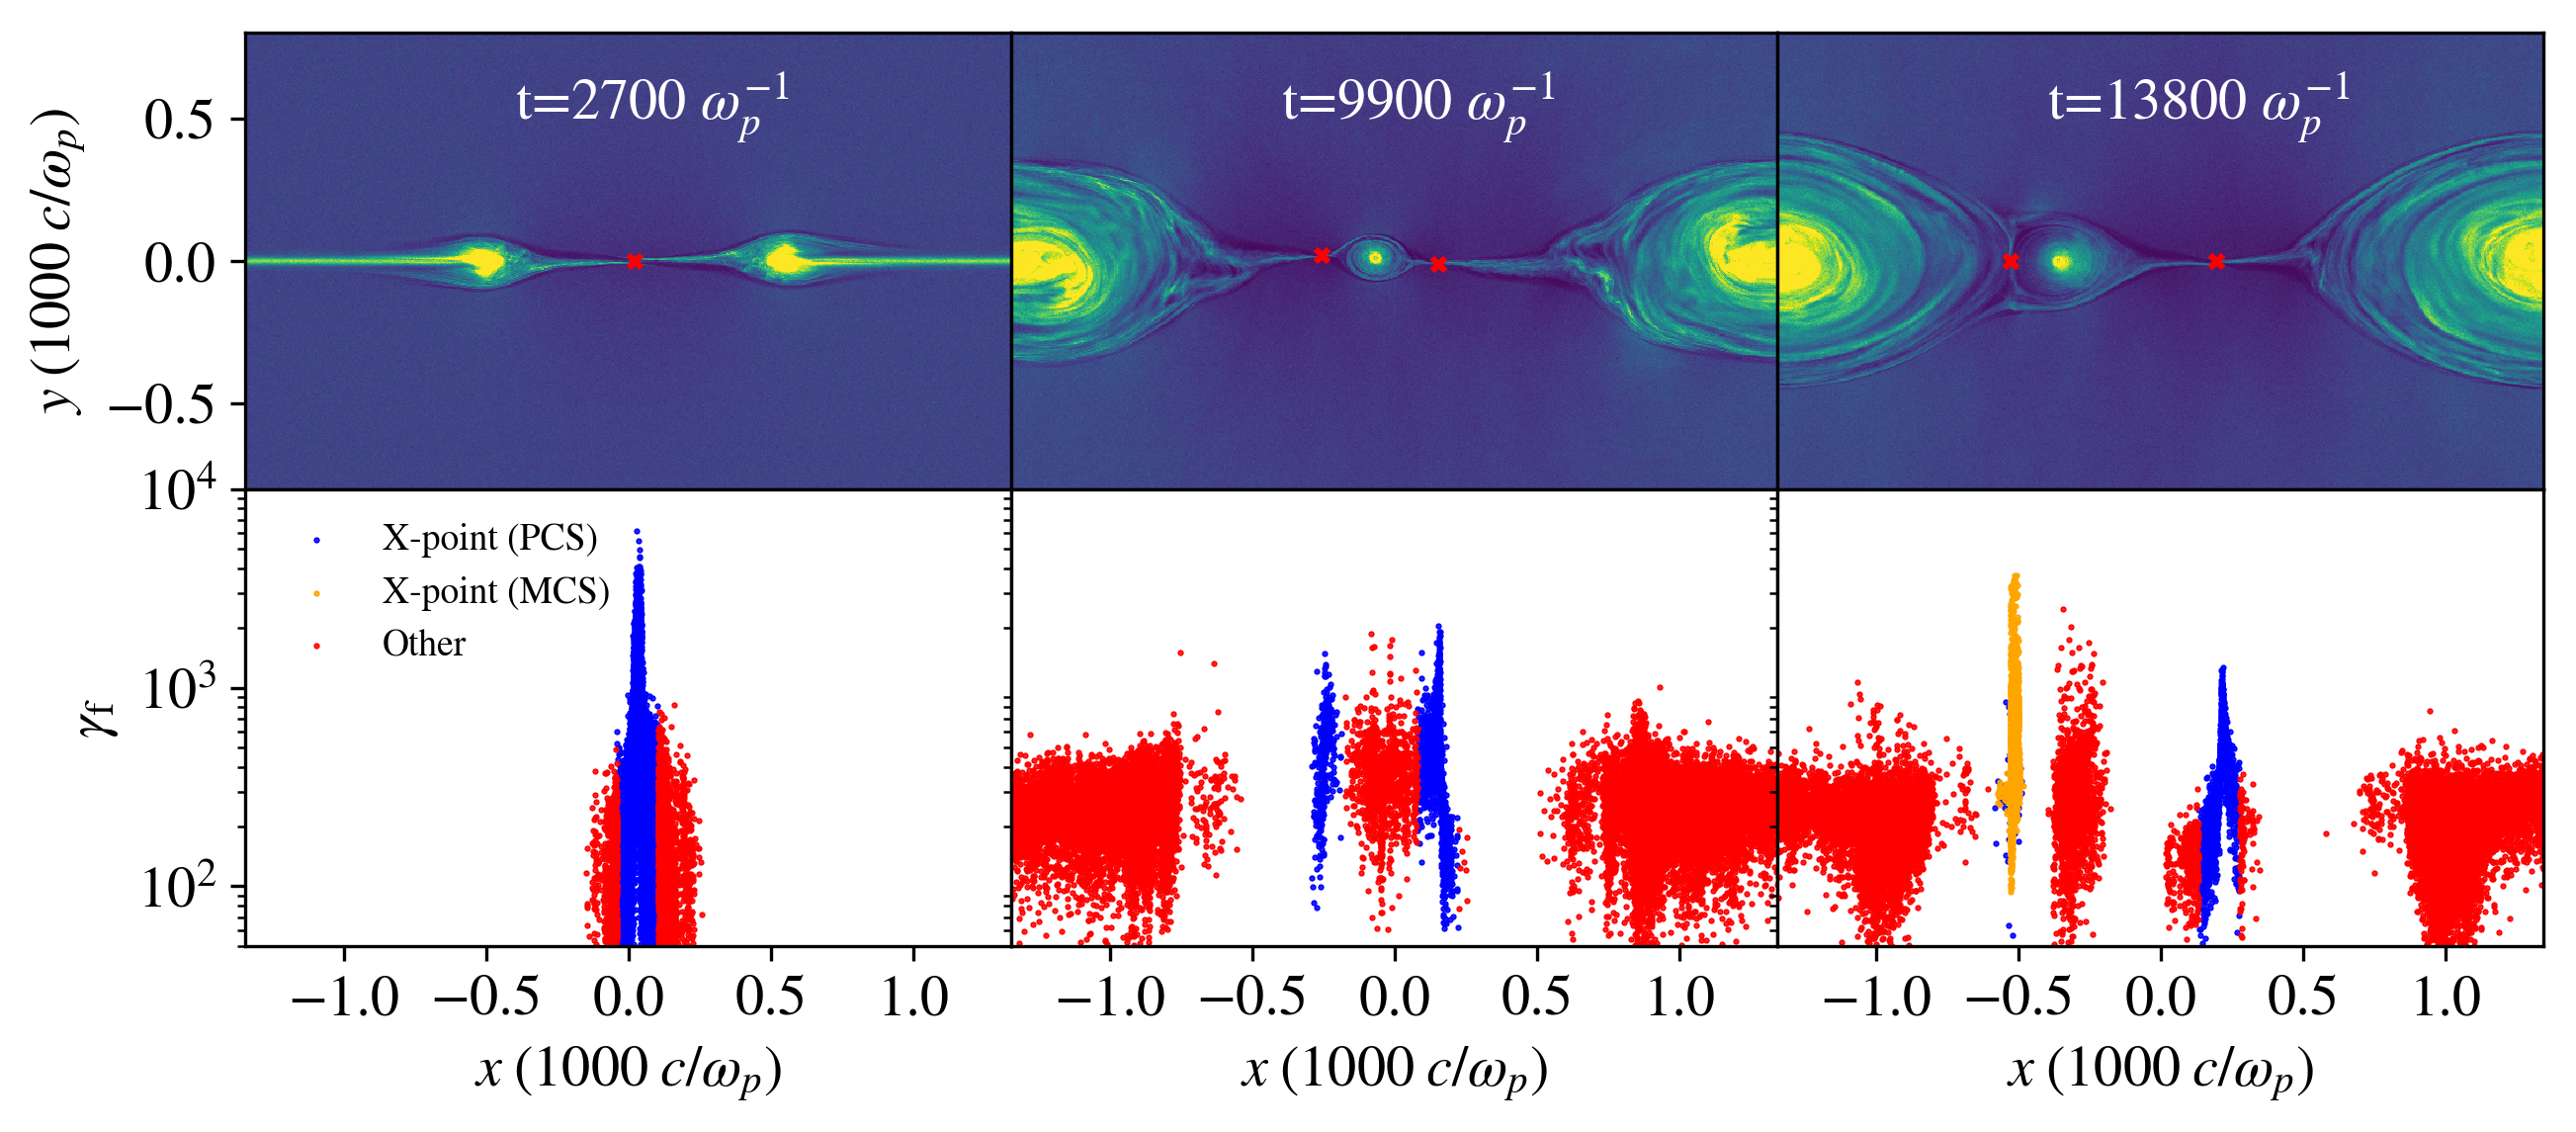 t=2700 ω_p^{−1}
t=9900 ω_p^{−1}
t=13800 ω_p^{−1}
y (1000 c/ω_p)
0.5
0.0
−0.5
10^4
10^3
10^2
γ_f
X-point (PCS)
X-point (MCS)
Other
−1.0 −0.5 0.0 0.5 1.0
−1.0 −0.5 0.0 0.5 1.0
−1.0 −0.5 0.0 0.5 1.0
x (1000 c/ω_p)
x (1000 c/ω_p)
x (1000 c/ω_p)